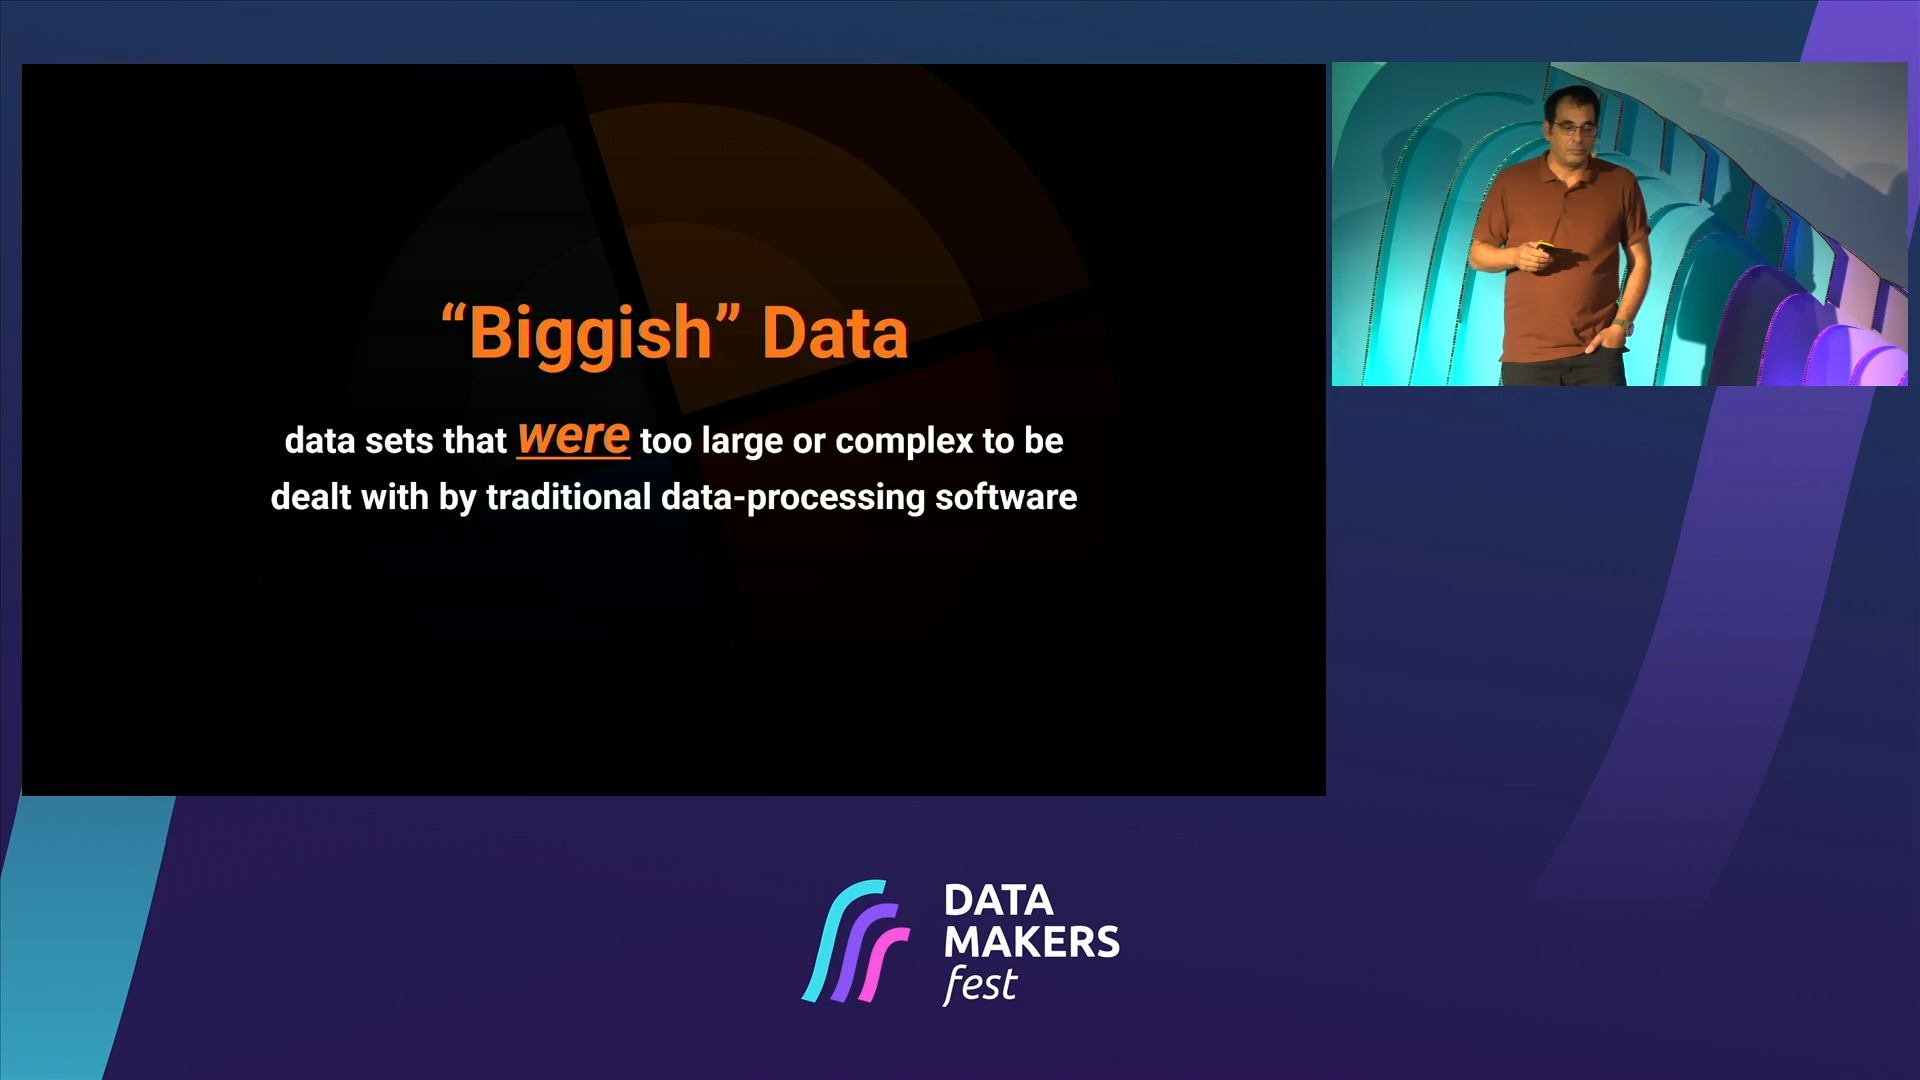 “Biggish” Data
data sets that were too large or complex to be
dealt with by traditional data-processing software
DATA
MAKERS
fest